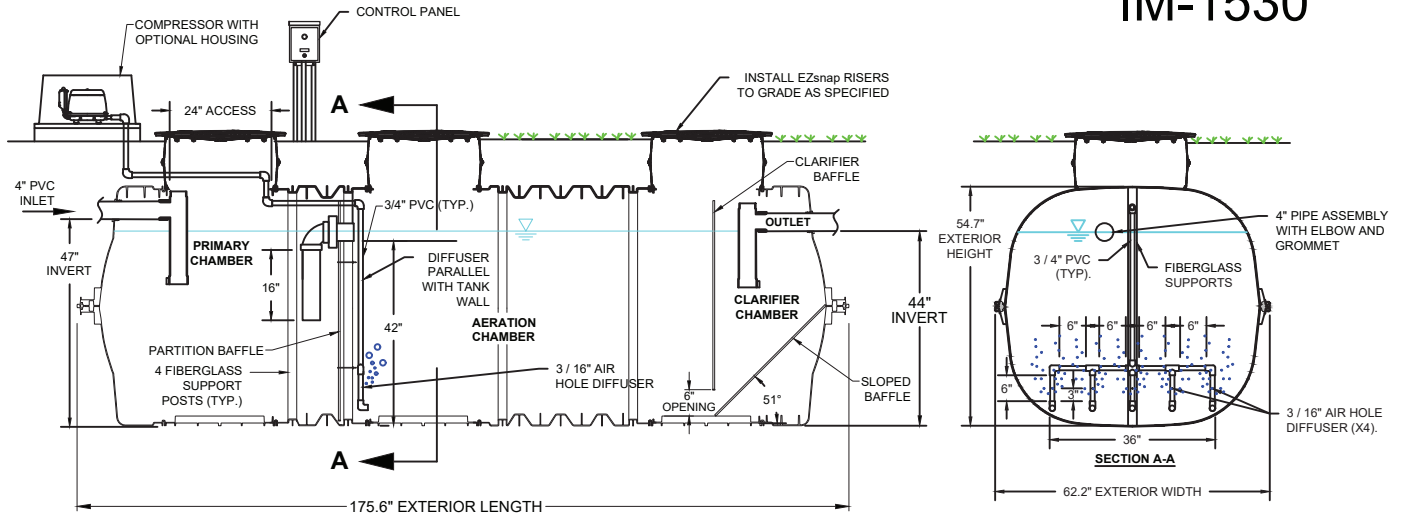 IM-1530
COMPRESSOR WITH
OPTIONAL HOUSING
CONTROL PANEL
24" ACCESS
A
INSTALL EZsnap RISERS
TO GRADE AS SPECIFIED
4" PVC
INLET
CLARIFIER
BAFFLE
3/4" PVC (TYP.)
OUTLET
PRIMARY
CHAMBER
47"
INVERT
16"
DIFFUSER
PARALLEL
WITH TANK
WALL
42"
AERATION
CHAMBER
CLARIFIER
CHAMBER
44"
INVERT
PARTITION BAFFLE
4 FIBERGLASS
SUPPORT
POSTS (TYP.)
3 / 16" AIR
HOLE DIFFUSER
6"
OPENING
51°
SLOPED
BAFFLE
A
175.6" EXTERIOR LENGTH
54.7"
EXTERIOR
HEIGHT
4" PIPE ASSEMBLY
WITH ELBOW AND
GROMMET
3 / 4" PVC
(TYP).
FIBERGLASS
SUPPORTS
6" 6" 6" 6"
6"
3"
3 / 16" AIR HOLE
DIFFUSER (X4).
36"
SECTION A-A
62.2" EXTERIOR WIDTH